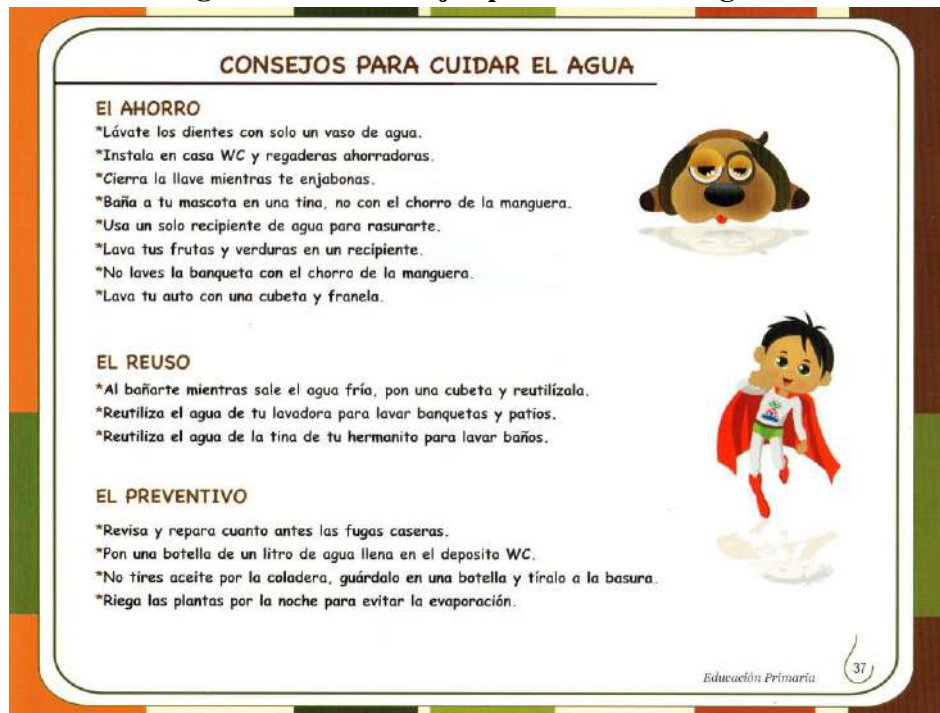 CONSEJOS PARA CUIDAR EL AGUA
El AHORRO
*Lávate los dientes con solo un vaso de agua.
*Instala en casa WC y regaderas ahorradoras.
*Cierra la llave mientras te enjabonas.
*Baña a tu mascota en una tina, no con el chorro de la manguera.
*Usa un solo recipiente de agua para rasurarte.
*Lava tus frutas y verduras en un recipiente.
*No laves la banqueta con el chorro de la manguera.
*Lava tu auto con una cubeta y franela.
EL REUSO
*Al bañarte mientras sale el agua fría, pon una cubeta y reutilízala.
*Reutiliza el agua de tu lavadora para lavar banquetas y patios.
*Reutiliza el agua de la tina de tu hermanito para lavar baños.
EL PREVENTIVO
*Revisa y repara cuanto antes las fugas caseras.
*Pon una botella de un litro de agua llena en el deposito WC.
*No tires aceite por la coladera, guárdalo en una botella y tíralo a la basura.
*Riega las plantas por la noche para evitar la evaporación.
Educación Primaria
37